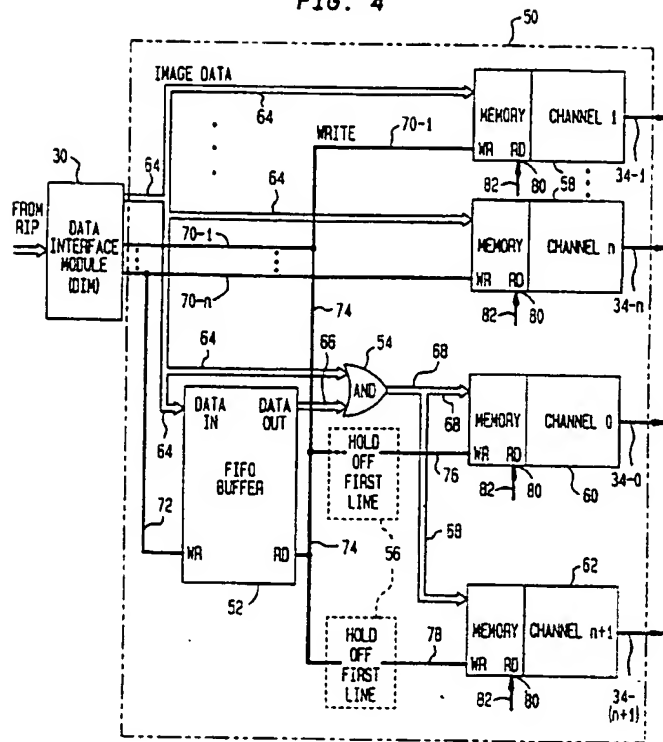 FIG. 4
50
IMAGE DATA
64
64
WRITE
70-1
MEMORY
CHANNEL 1
WR RD
82
80
58
34-1
30
64
FROM
RIP
DATA
INTERFACE
MODULE
(DIM)
70-1
70-n
64
MEMORY
CHANNEL n
WR RD
82
80
34-n
74
64
66
54
AND
68
68
64
DATA
IN
DATA
OUT
FIFO
BUFFER
WR
RD
72
52
HOLD
OFF
FIRST
LINE
76
MEMORY
CHANNEL 0
WR RD
82
80
60
34-0
74
56
HOLD
OFF
FIRST
LINE
78
62
MEMORY
CHANNEL n+1
WR RD
82
80
34-
(n+1)